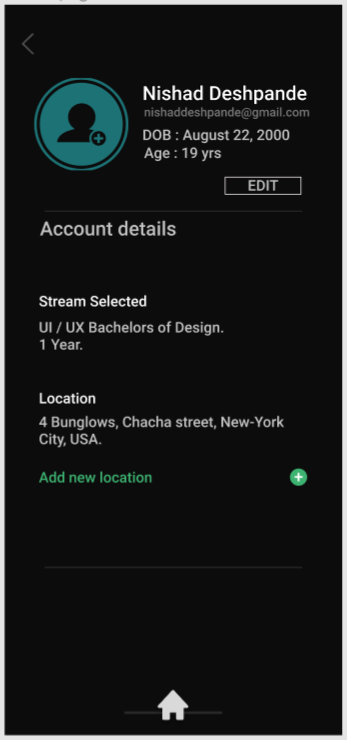 Nishad Deshpande
nishaddeshpande@gmail.com
DOB : August 22, 2000
Age : 19 yrs
EDIT
Account details
Stream Selected
UI / UX Bachelors of Design.
1 Year.
Location
4 Bunglows, Chacha street, New-York
City, USA.
Add new location